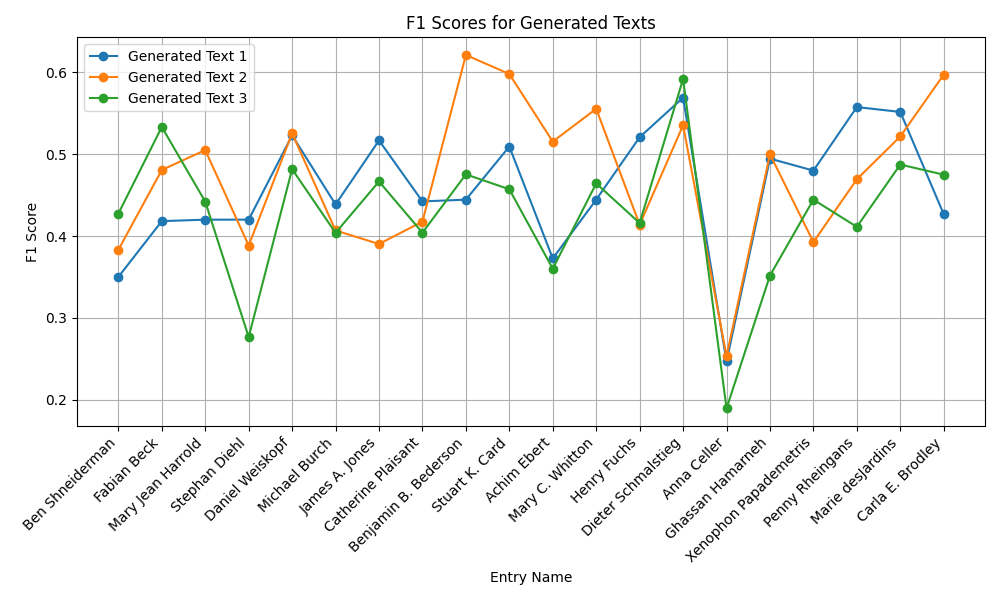 F1 Scores for Generated Texts
Generated Text 1
Generated Text 2
Generated Text 3
F1 Score
0.6
0.5
0.4
0.3
0.2
Ben Shneiderman
Fabian Beck
Mary Jean Harrold
Stephan Diehl
Daniel Weiskopf
Michael Burch
James A. Jones
Catherine Plaisant
Benjamin B. Bederson
Stuart K. Card
Achim Ebert
Mary C. Whitton
Henry Fuchs
Dieter Schmalstieg
Anna Celler
Ghassan Hamarneh
Xenophon Papademetris
Penny Rheingans
Marie desJardins
Carla E. Brodley
Entry Name